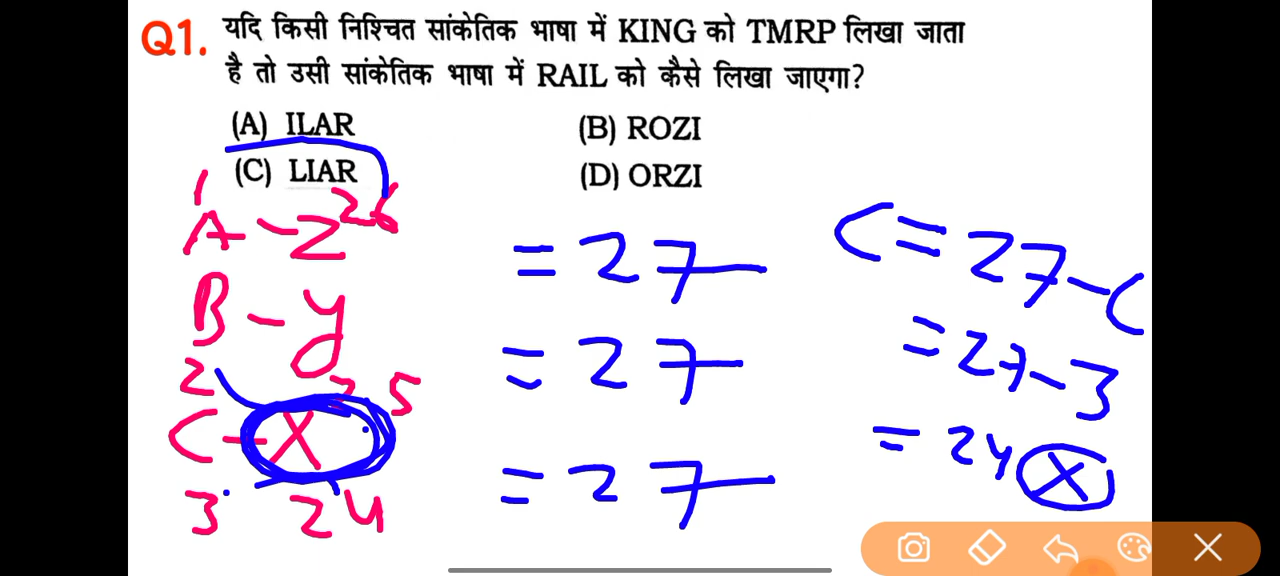 Q1. यदि किसी निश्चित सांकेतिक भाषा में KING को TMRP लिखा जाता
है तो उसी सांकेतिक भाषा में RAIL को कैसे लिखा जाएगा?
(A) ILAR (B) ROZI
(C) LIAR (D) ORZI
1 26
A - Z = 27
B - y = 27
2 25
C - X = 27
3 24
C = 27 - C
= 27 - 3
= 24 X